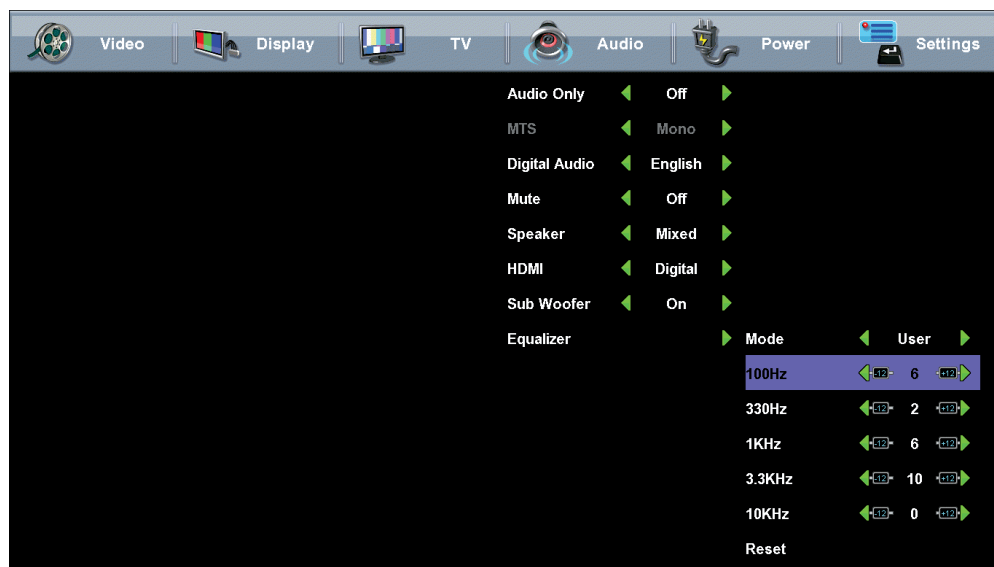 Video Display TV Audio Power Settings
Audio Only Off
MTS Mono
Digital Audio English
Mute Off
Speaker Mixed
HDMI Digital
Sub Woofer On
Equalizer Mode User
100Hz -12 6 +12
330Hz -12 2 +12
1KHz -12 6 +12
3.3KHz -12 10 +12
10KHz -12 0 +12
Reset